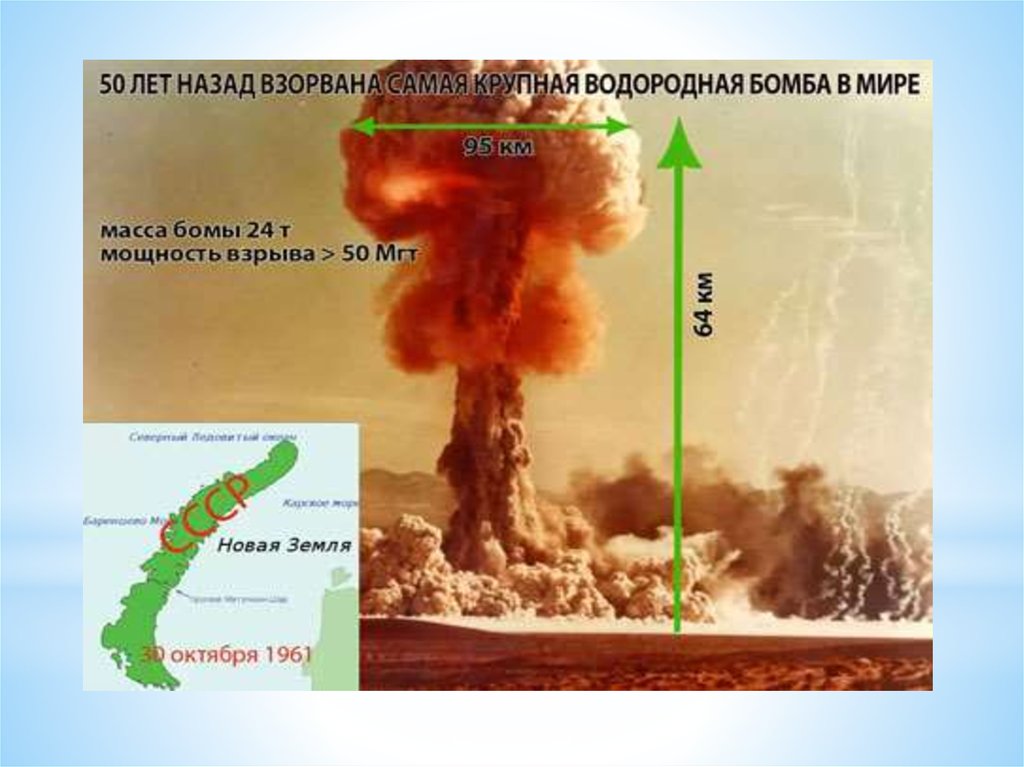 50 ЛЕТ НАЗАД ВЗОРВАНА САМАЯ КРУПНАЯ ВОДОРОДНАЯ БОМБА В МИРЕ
95 км
масса бомы 24 т
мощность взрыва > 50 Мгт
64 км
Северный Ледовитый океан
СССР
Карское море
Баренцево Мо
Новая Земля
пролив Маточкин Шар
30 октября 1961